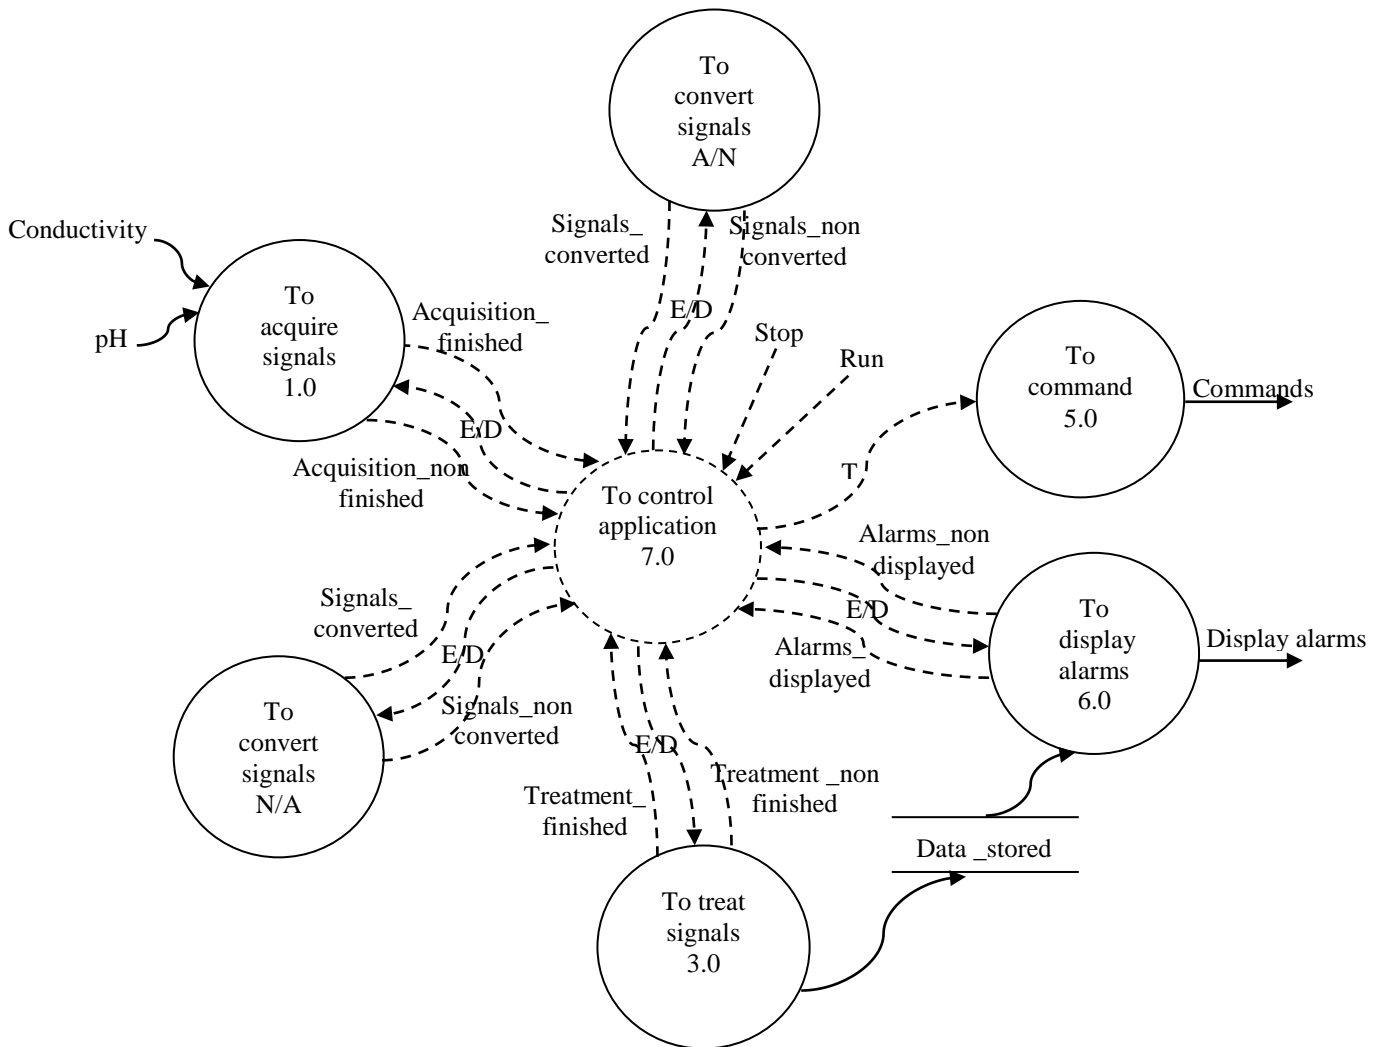 To
convert
signals
A/N
Signals_
converted
Signals_non
converted
E/D
Conductivity
pH
To
acquire
signals
1.0
Acquisition_
finished
E/D
Acquisition_non
finished
Stop
Run
To
command
5.0
Commands
T
To control
application
7.0
Alarms_non
displayed
E/D
Alarms_
displayed
To
display
alarms
6.0
Display alarms
Signals_
converted
E/D
Signals_non
converted
To
convert
signals
N/A
E/D
Treatment_
finished
Treatment _non
finished
Data _stored
To treat
signals
3.0